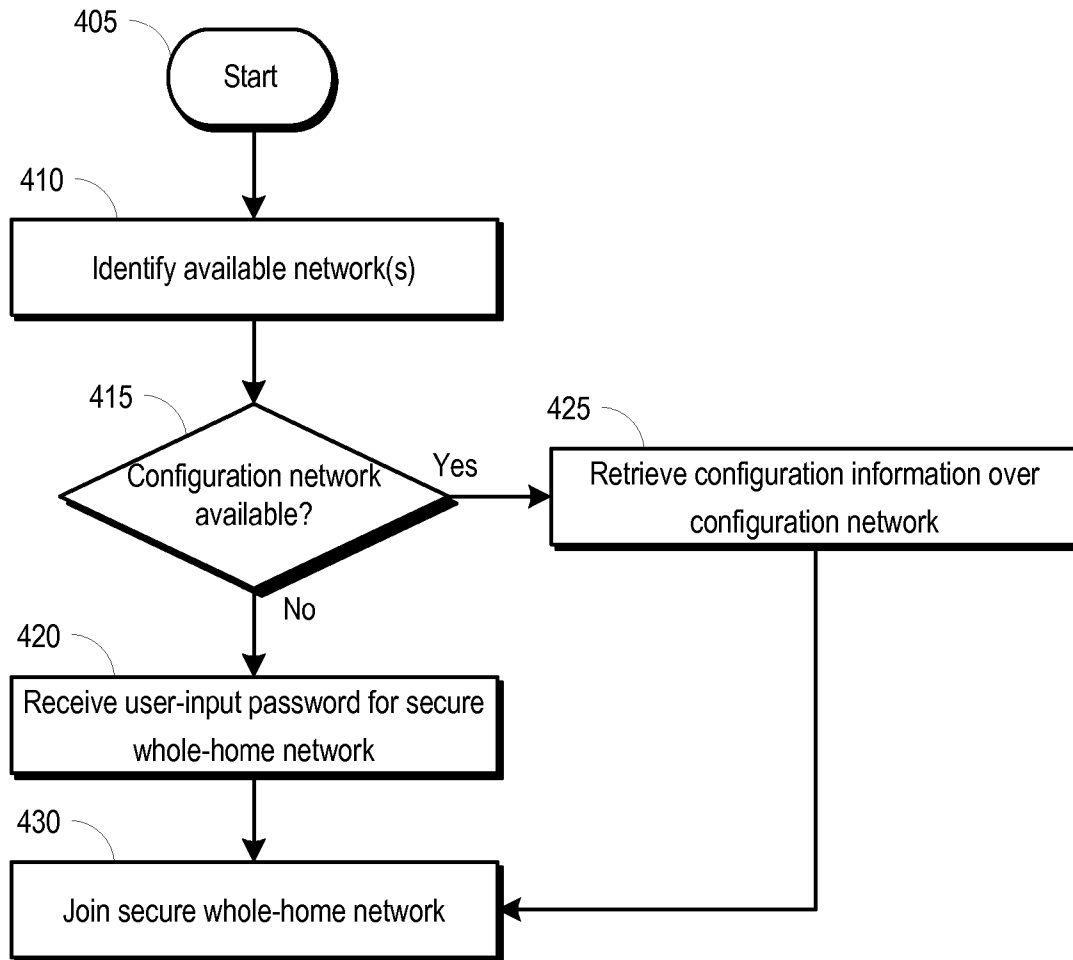 405
Start
410
Identify available network(s)
415
Configuration network
available?
Yes
425
Retrieve configuration information over
configuration network
No
420
Receive user-input password for secure
whole-home network
430
Join secure whole-home network